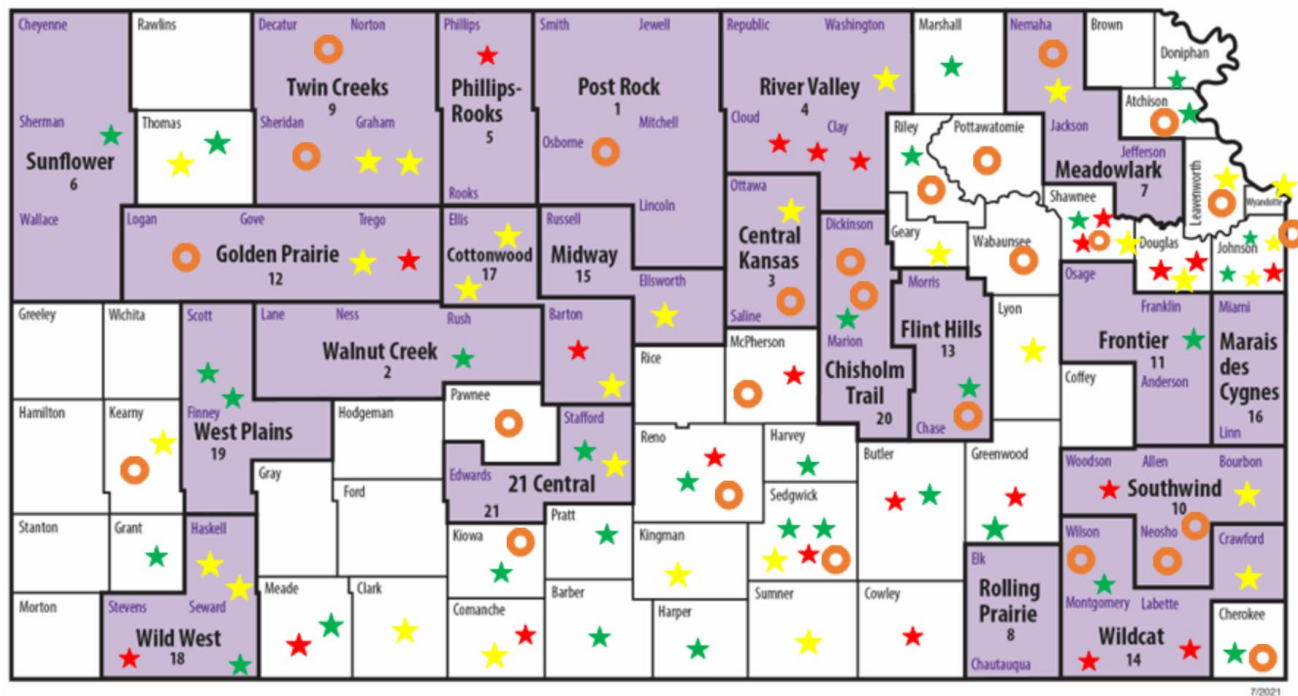 Cheyenne
Rawlins
Decatur
Norton
Phillips
Smith
Jewell
Republic
Washington
Marshall
Nemaha
Brown
Doniphan
Twin Creeks
9
Phillips-
Rooks
5
Post Rock
1
River Valley
4
Atchison
Sherman
Thomas
Sheridan
Graham
Osborne
Mitchell
Cloud
Clay
Riley
Pottawatomie
Jackson
Jefferson
Sunflower
6
Meadowlark
7
Leavenworth
Wyandotte
Rooks
Lincoln
Ottawa
Shawnee
Wallace
Logan
Gove
Trego
Ellis
Russell
Dickinson
Geary
Wabaunsee
Douglas
Johnson
Golden Prairie
12
Cottonwood
17
Midway
15
Central
Kansas
3
Ellsworth
Saline
Morris
Osage
Greeley
Wichita
Scott
Lane
Ness
Rush
Barton
Lyon
Franklin
Miami
Walnut Creek
2
Rice
McPherson
Marion
Flint Hills
13
Frontier
11
Marais
des
Cygnes
16
Chisholm
Trail
20
Coffey
Anderson
Pawnee
Hamilton
Kearny
Finney
Hodgeman
Stafford
Chase
Linn
West Plains
19
Reno
Harvey
Butler
Greenwood
Woodson
Allen
Bourbon
Gray
Edwards
21 Central
21
Southwind
10
Ford
Sedgwick
Stanton
Grant
Haskell
Kiowa
Pratt
Kingman
Wilson
Neosho
Crawford
Elk
Rolling
Prairie
8
Morton
Stevens
Seward
Meade
Clark
Comanche
Barber
Harper
Sumner
Cowley
Montgomery
Labette
Cherokee
Wild West
18
Wildcat
14
Chautauqua
7/2021